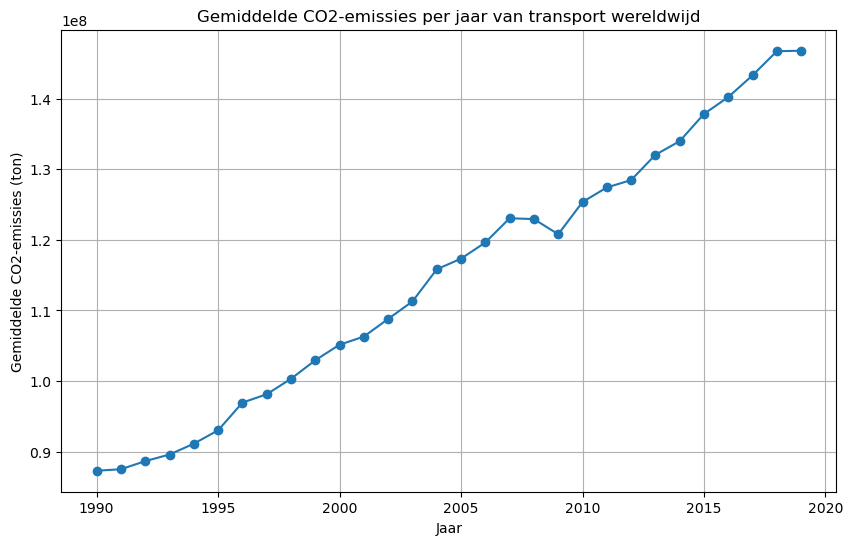 Gemiddelde CO2-emissies per jaar van transport wereldwijd
1e8
1.4
1.3
1.2
1.1
1.0
0.9
Gemiddelde CO2-emissies (ton)
1990 1995 2000 2005 2010 2015 2020
Jaar